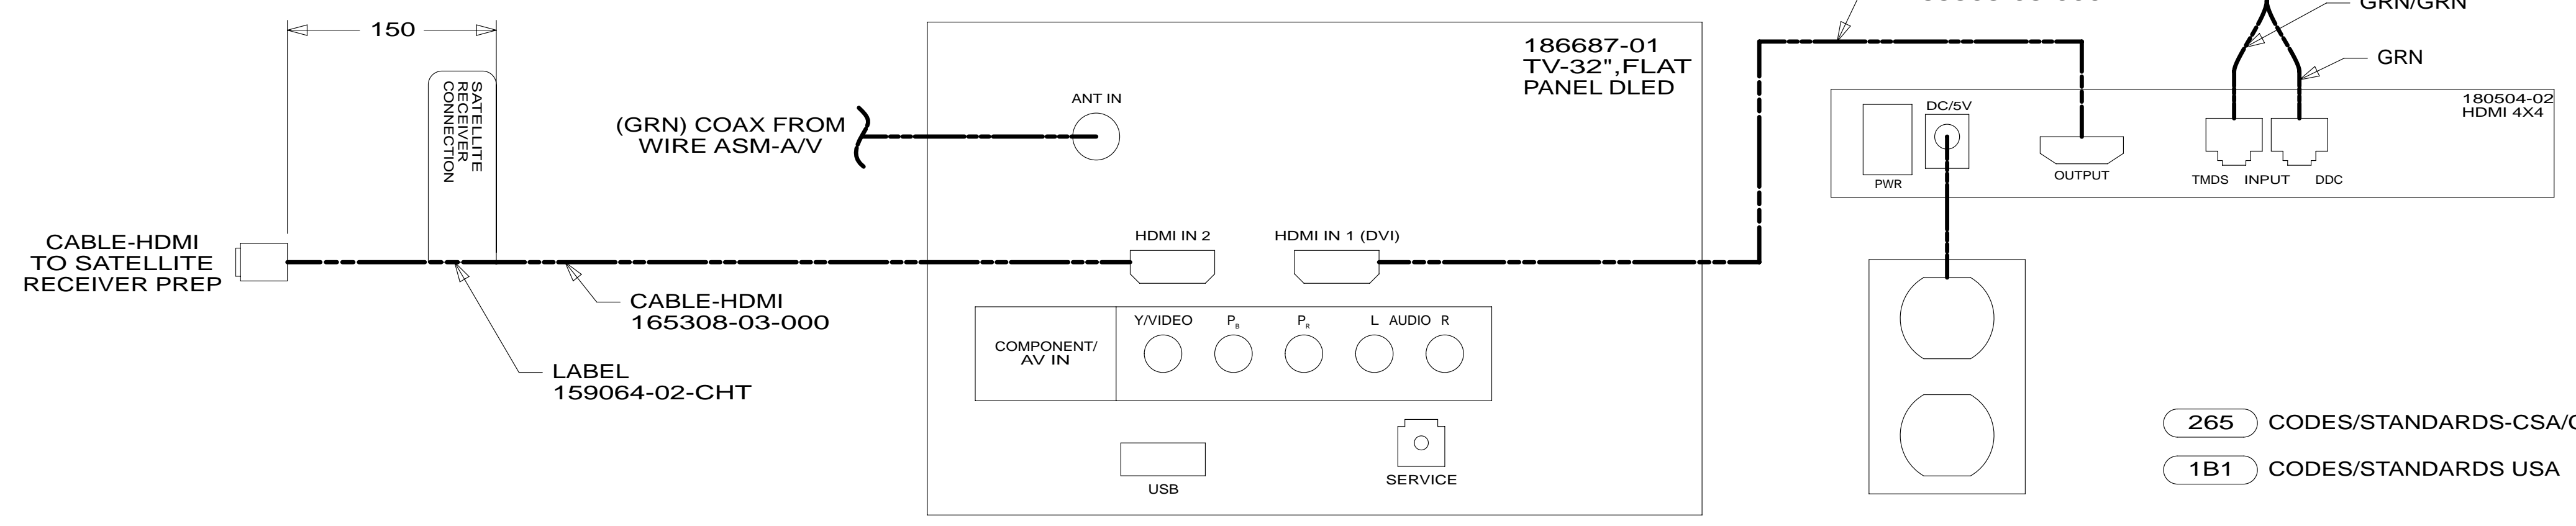 150
SATELLITE
RECEIVER
CONNECTION
CABLE-HDMI
TO SATELLITE
RECEIVER PREP
(GRN) COAX FROM
WIRE ASM-A/V
CABLE-HDMI
165308-03-000
LABEL
159064-02-CHT
186687-01
TV-32",FLAT
PANEL DLED
ANT IN
HDMI IN 2
HDMI IN 1 (DVI)
COMPONENT/
AV IN
Y/VIDEO PB PR L AUDIO R
USB
SERVICE
GRN/GRN
GRN
180504-02
HDMI 4X4
DC/5V
PWR
OUTPUT
TMDS INPUT DDC
265 CODES/STANDARDS-CSA/
1B1 CODES/STANDARDS USA